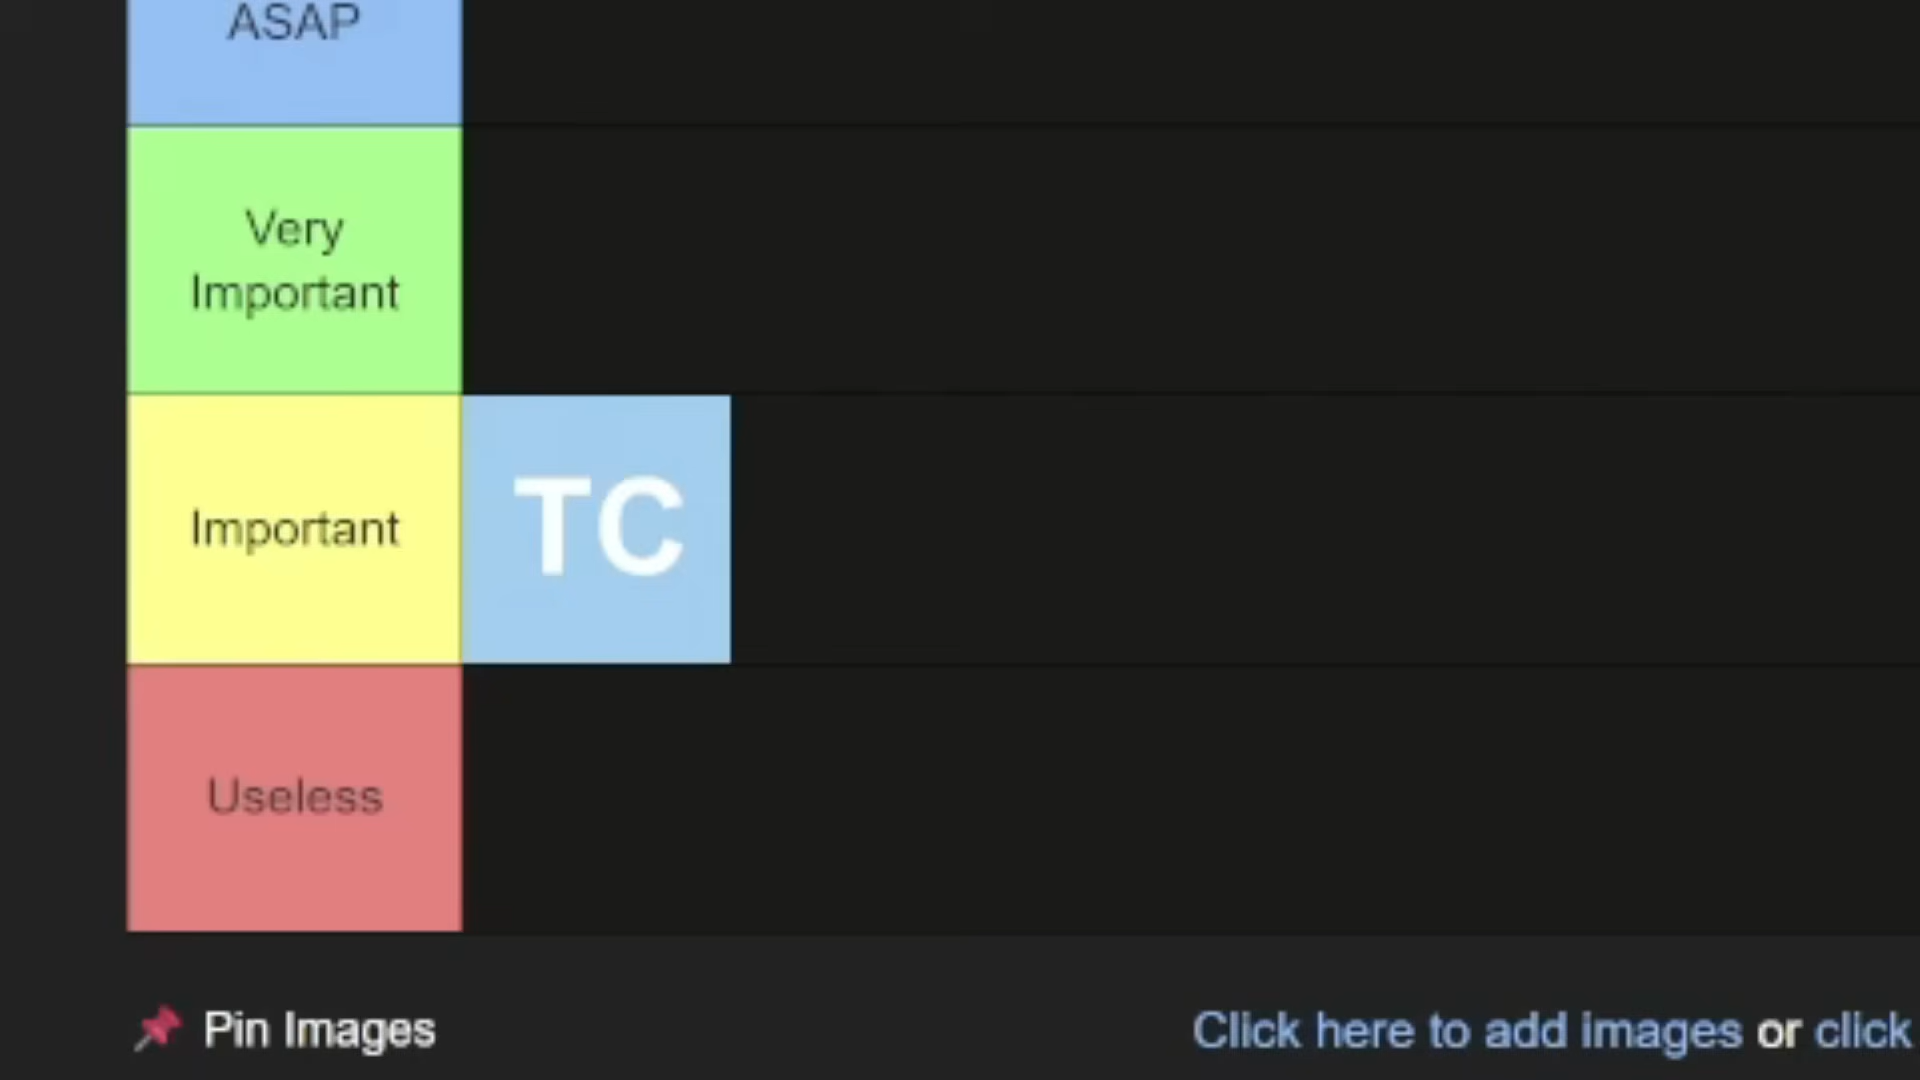 ASAP
Very
Important
Important
TC
Useless
Pin Images
Click here to add images or click